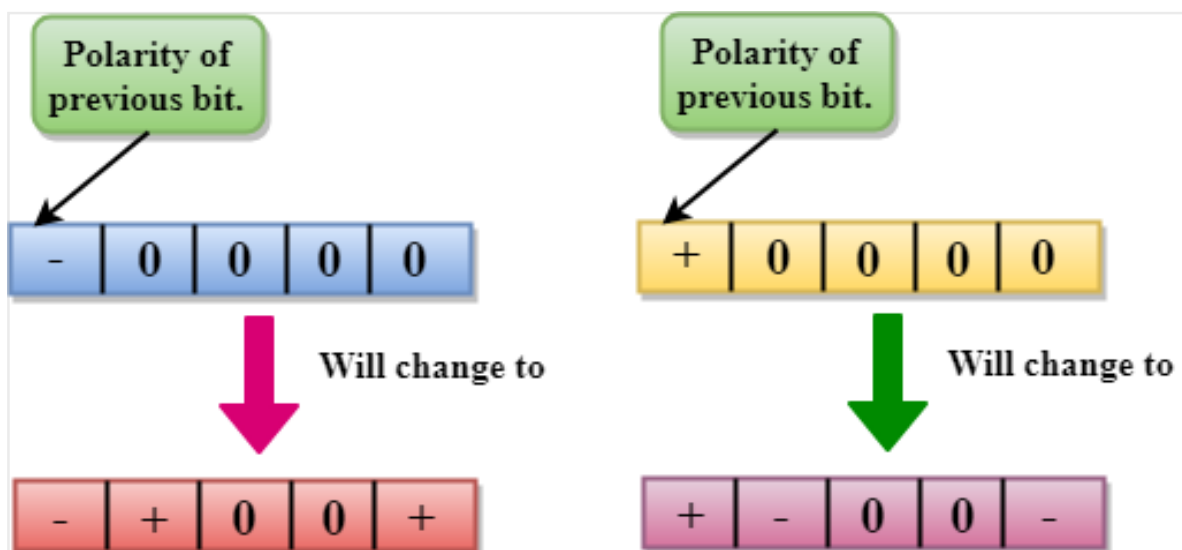 Polarity of
previous bit.
Polarity of
previous bit.
- 0 0 0 0
+ 0 0 0 0
Will change to
Will change to
- + 0 0 +
+ - 0 0 -